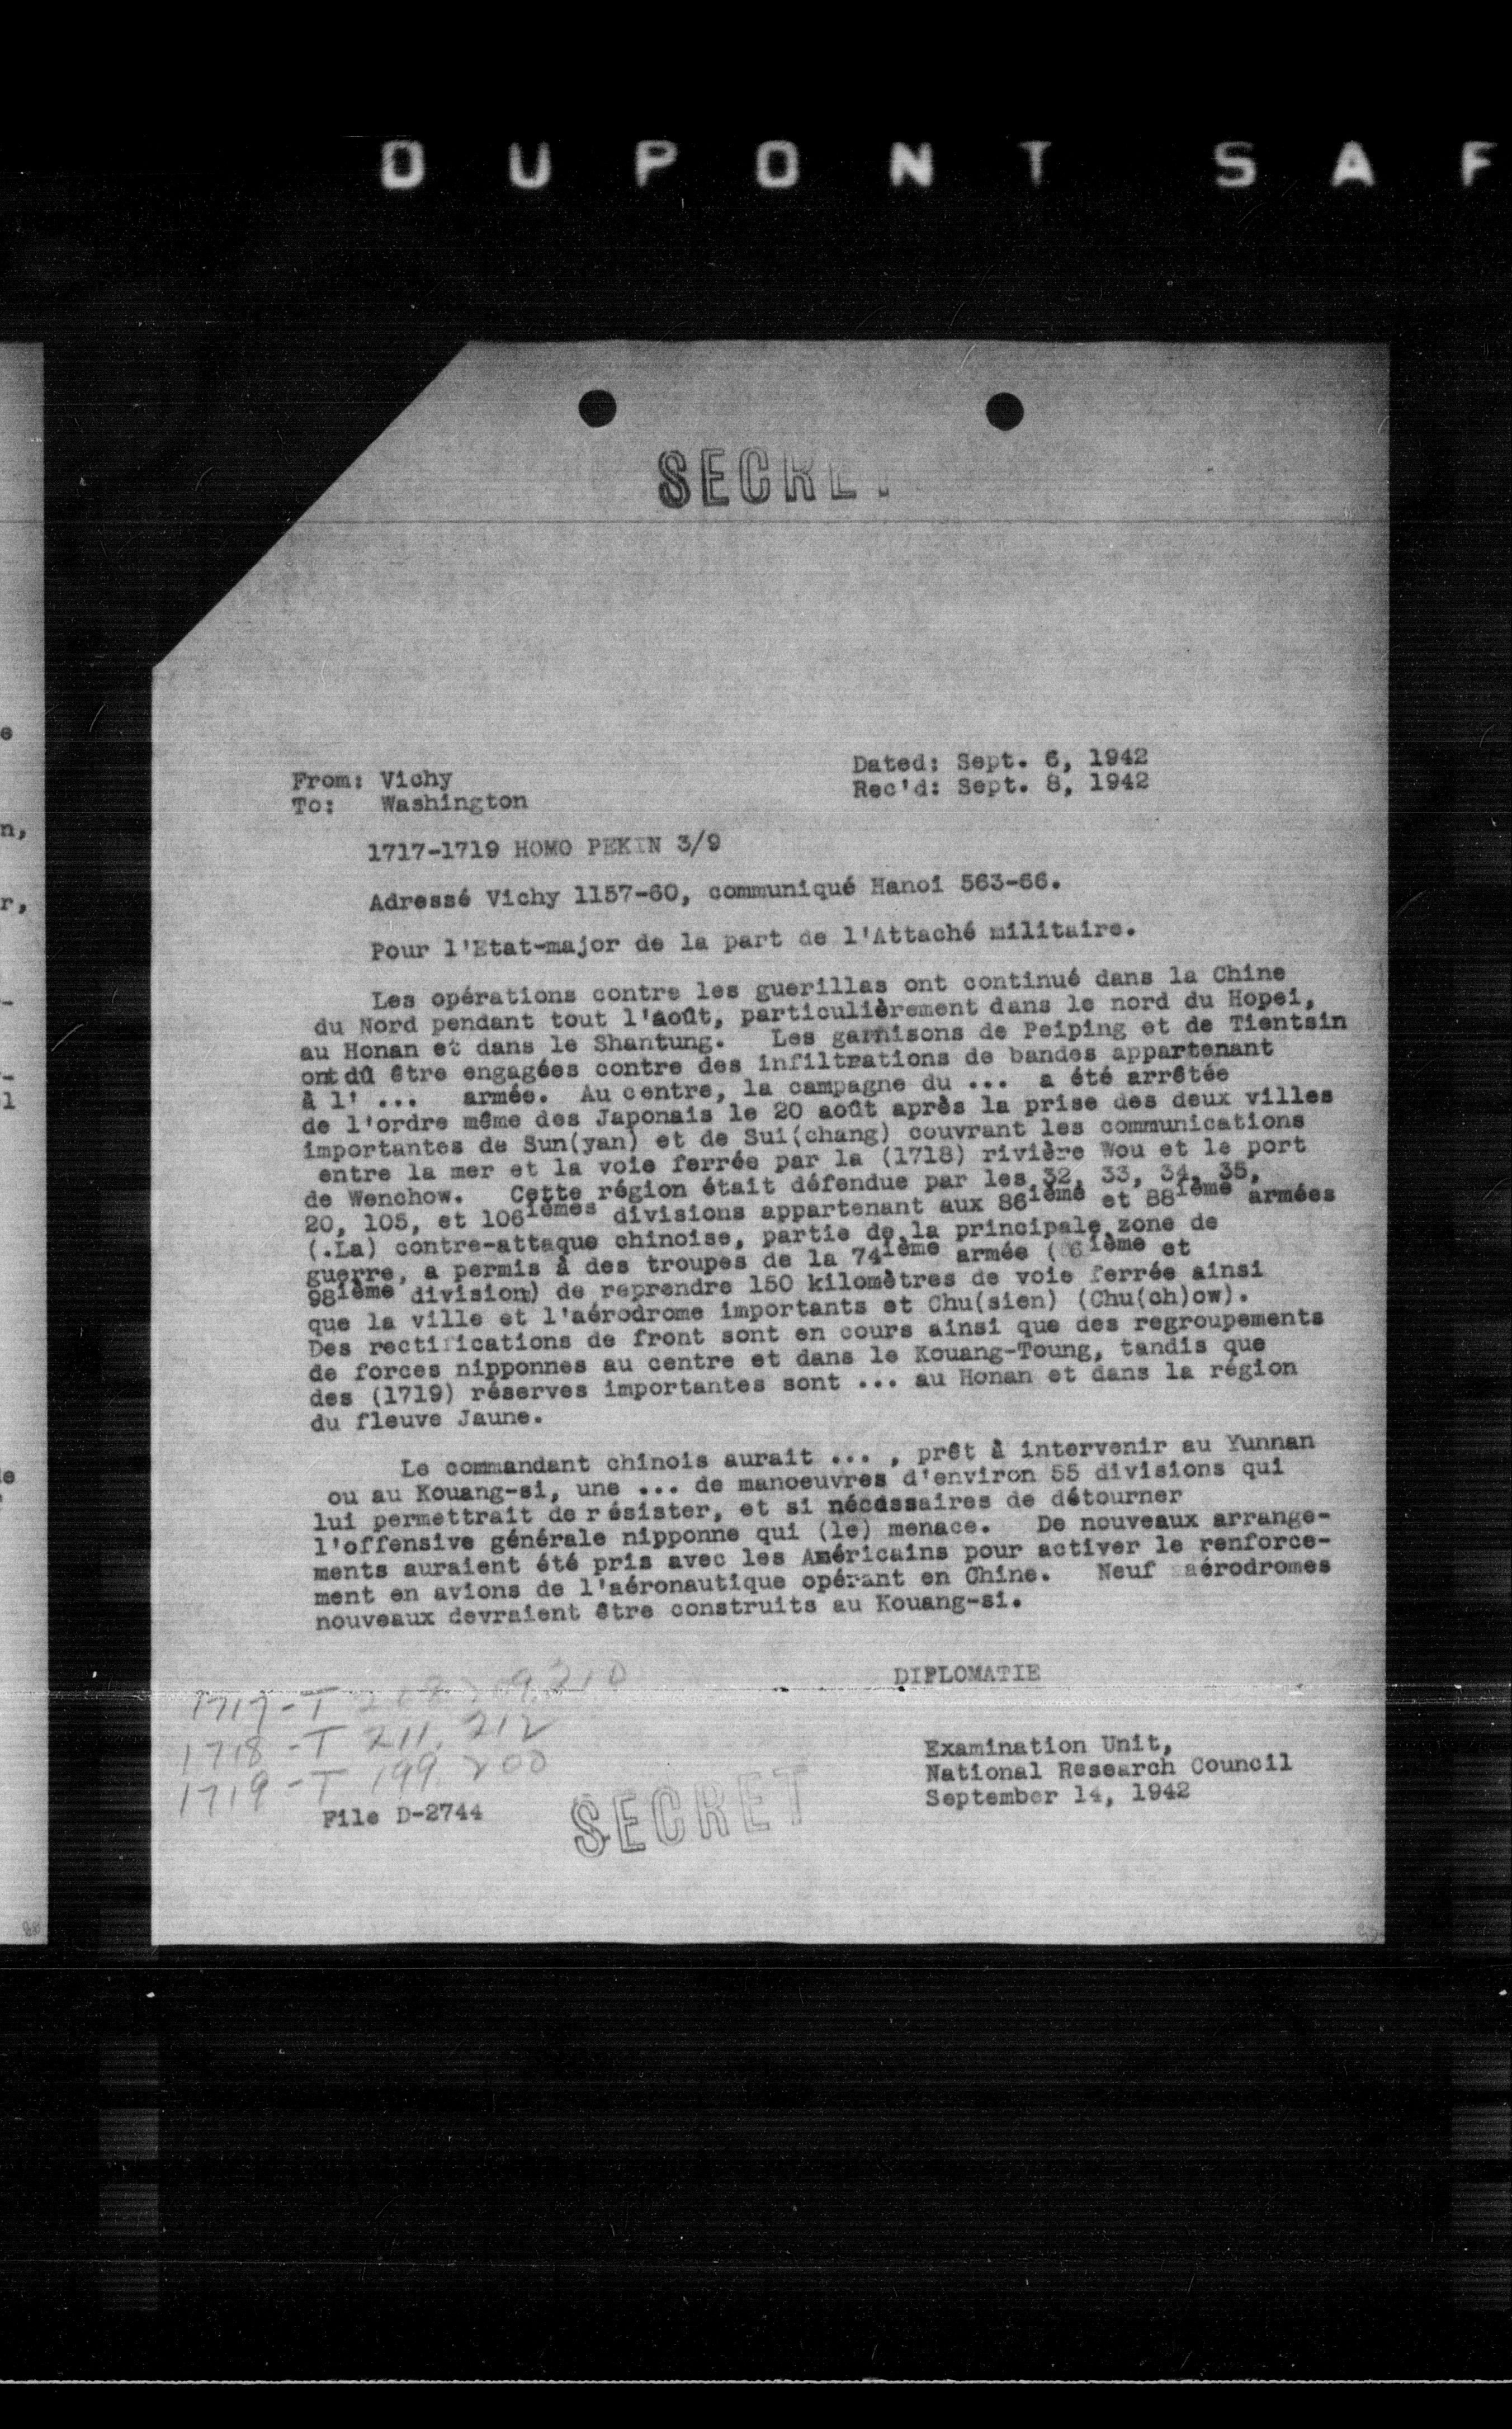 DUPONT SAF
SECRET
From: Vichy
To: Washington
Dated: Sept. 6, 1942
Rec'd: Sept. 8, 1942
1717-1719 HOMO PEKIN 3/9
Adressé Vichy 1157-60, communiqué Hanoi 563-66.
Pour l'Etat-major de la part de l'Attaché militaire.
Les opérations contre les guerillas ont continué dans la Chine
du Nord pendant tout l'août, particulièrement dans le nord du Hopei,
au Honan et dans le Shantung. Les garnisons de Peiping et de Tientsin
ont dû être engagées contre des infiltrations de bandes appartenant
à l' ... armée. Au centre, la campagne du ... a été arrêtée
de l'ordre même des Japonais le 20 août après la prise des deux villes
importantes de Sun(yan) et de Sui(chang) couvrant les communications
entre la mer et la voie ferrée par la (1718) rivière Wou et le port
de Wenchow. Cette région était défendue par les 32, 33, 34, 35,
20, 105, et 106ièmes divisions appartenant aux 86ième et 88ième armées
(.La) contre-attaque chinoise, partie de la principale zone de
guerre, a permis à des troupes de la 74ième armée ( 6ième et
98ième division) de reprendre 150 kilomètres de voie ferrée ainsi
que la ville et l'aérodrome importants et Chu(sien) (Chu(ch)ow).
Des rectifications de front sont en cours ainsi que des regroupements
de forces nipponnes au centre et dans le Kouang-Toung, tandis que
des (1719) réserves importantes sont ... au Honan et dans la région
du fleuve Jaune.
Le commandant chinois aurait ... , prêt à intervenir au Yunnan
ou au Kouang-si, une ... de manoeuvres d'environ 55 divisions qui
lui permettrait de résister, et si nécessaires de détourner
l'offensive générale nipponne qui (le) menace. De nouveaux arrange-
ments auraient été pris avec les Américains pour activer le renforce-
ment en avions de l'aéronautique opérant en Chine. Neuf aérodromes
nouveaux devraient être construits au Kouang-si.
DIPLOMATIE
1717-T 210
1718-T 211, 212
1719-T 199, 200
Examination Unit,
National Research Council
September 14, 1942
File D-2744
SECRET